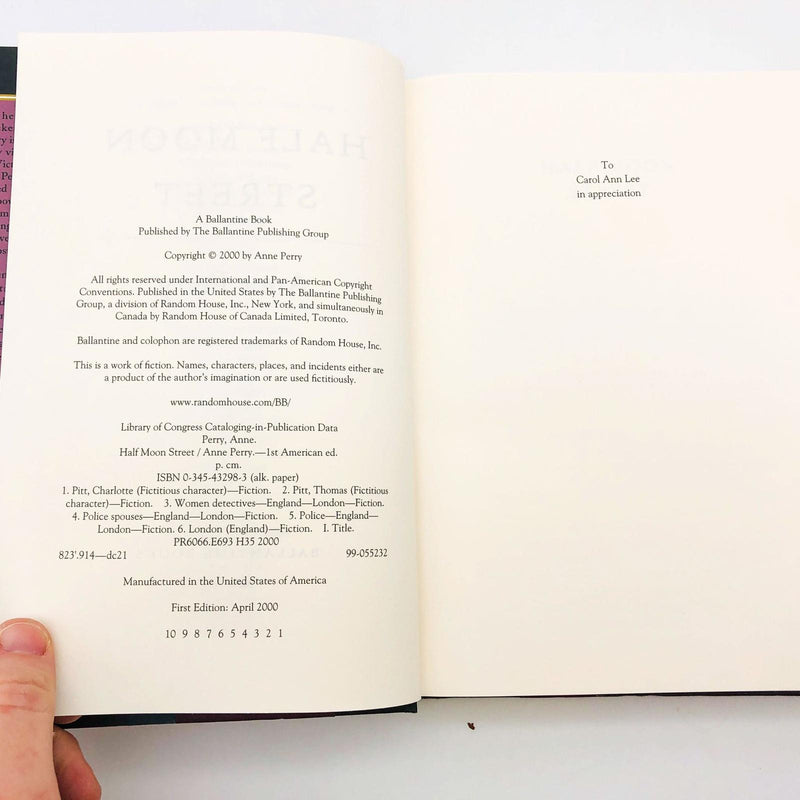 A Ballantine Book
Published by The Ballantine Publishing Group
Copyright © 2000 by Anne Perry
All rights reserved under International and Pan-American Copyright
Conventions. Published in the United States by The Ballantine Publishing
Group, a division of Random House, Inc., New York, and simultaneously in
Canada by Random House of Canada Limited, Toronto.
Ballantine and colophon are registered trademarks of Random House, Inc.
This is a work of fiction. Names, characters, places, and incidents either are
a product of the author's imagination or are used fictitiously.
www.randomhouse.com/BB/
Library of Congress Cataloging-in-Publication Data
Perry, Anne.
Half Moon Street / Anne Perry.—1st American ed.
p. cm.
ISBN 0-345-43298-3 (alk. paper)
1. Pitt, Charlotte (Fictitious character)—Fiction. 2. Pitt, Thomas (Fictitious
character)—Fiction. 3. Women detectives—England—London—Fiction.
4. Police spouses—England—London—Fiction. 5. Police—England—
London—Fiction. 6. London (England)—Fiction. I. Title.
PR6066.E693 H35 2000
823'.914—dc21 99-055232
Manufactured in the United States of America
First Edition: April 2000
10 9 8 7 6 5 4 3 2 1
To
Carol Ann Lee
in appreciation